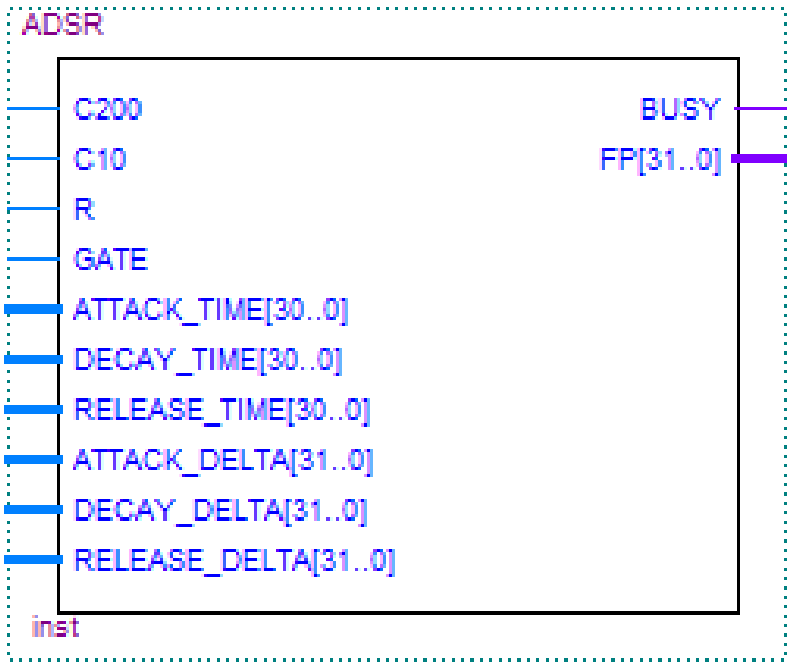 ADSR
C200
BUSY
C10
FP[31..0]
R
GATE
ATTACK_TIME[30..0]
DECAY_TIME[30..0]
RELEASE_TIME[30..0]
ATTACK_DELTA[31..0]
DECAY_DELTA[31..0]
RELEASE_DELTA[31..0]
inst